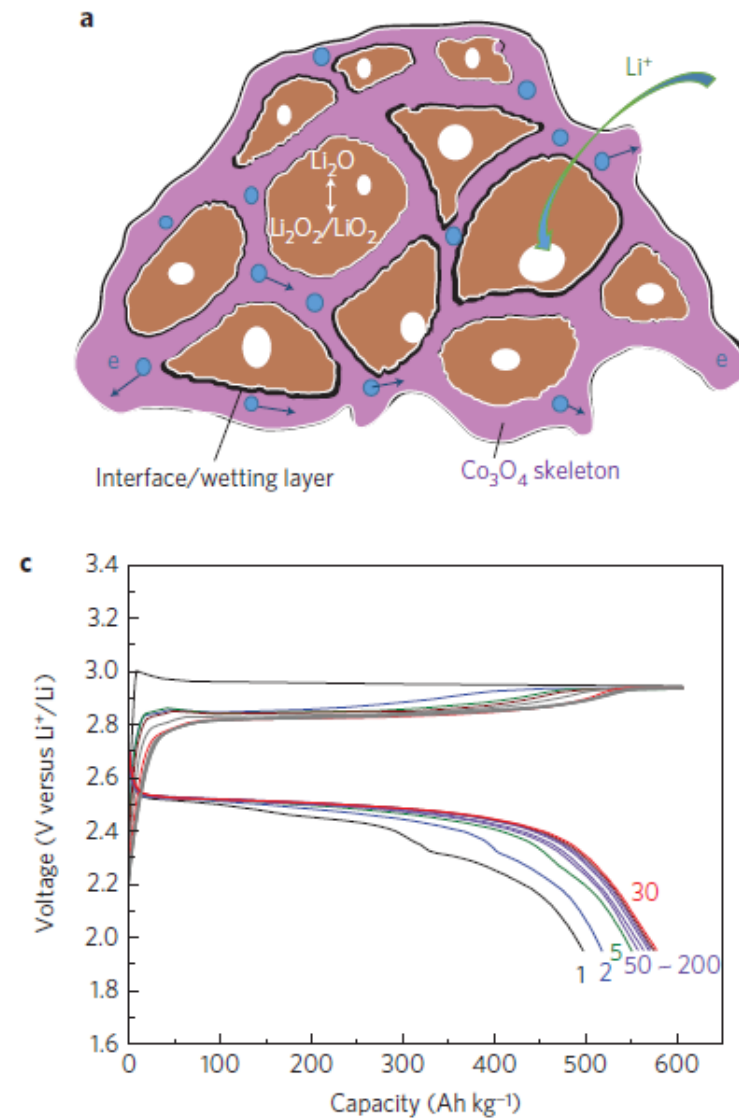 a
Li⁺
Li₂O
Li₂O₂/LiO₂
e
e
Interface/wetting layer
Co₃O₄ skeleton
c
3.4
3.2
3.0
2.8
2.6
2.4
2.2
2.0
1.8
1.6
Voltage (V versus Li⁺/Li)
30
1 2 5 50 ~ 200
0 100 200 300 400 500 600
Capacity (Ah kg⁻¹)